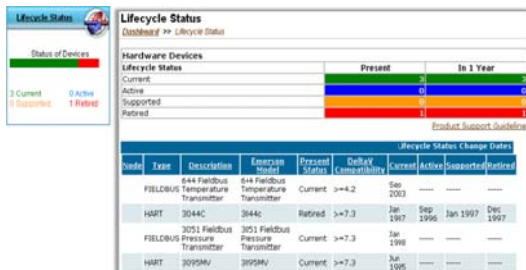 Lifecycle Status
Status of Devices
3 Current 0 Active
0 Supported 1 Retired
Lifecycle Status
Dashboard >> Lifecycle Status
Hardware Devices
Lifecycle Status Present In 1 Year
Current 3 3
Active 0 0
Supported 0 0
Retired 1 1
Product Support Guideline
Lifecycle Status Change Dates
Node Type Description Emerson Model Present Status DeltaV Compatibility Current Active Supported Retired
FIELDBUS 644 Fieldbus Temperature Transmitter 644 Fieldbus Temperature Transmitter Current >=4.2 Sep 2003 ----- ----- -----
HART 3044C 3044c Retired >=7.3 Jan 1987 Sep 1996 Jan 1997 Dec 1997
FIELDBUS 3051 Fieldbus Pressure Transmitter 3051 Fieldbus Pressure Transmitter Current >=7.3 Jan 1998 ----- ----- -----
HART 3095MV 3095MV Current >=7.3 Jun 1995 ----- ----- -----